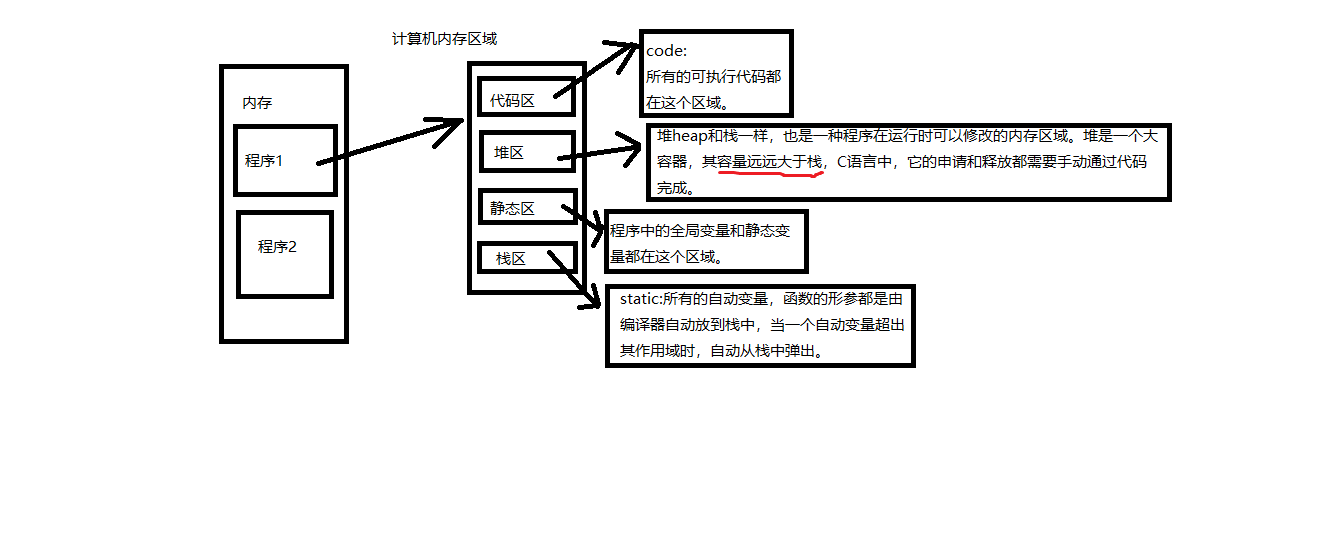 计算机内存区域
内存
程序1
程序2
代码区
堆区
静态区
栈区
code:
所有的可执行代码都
在这个区域。
堆heap和栈一样，也是一种程序在运行时可以修改的内存区域。堆是一个大
容器，其容量远远大于栈，C语言中，它的申请和释放都需要手动通过代码
完成。
程序中的全局变量和静态变
量都在这个区域。
static:所有的自动变量，函数的形参都是由
编译器自动放到栈中，当一个自动变量超出
其作用域时，自动从栈中弹出。